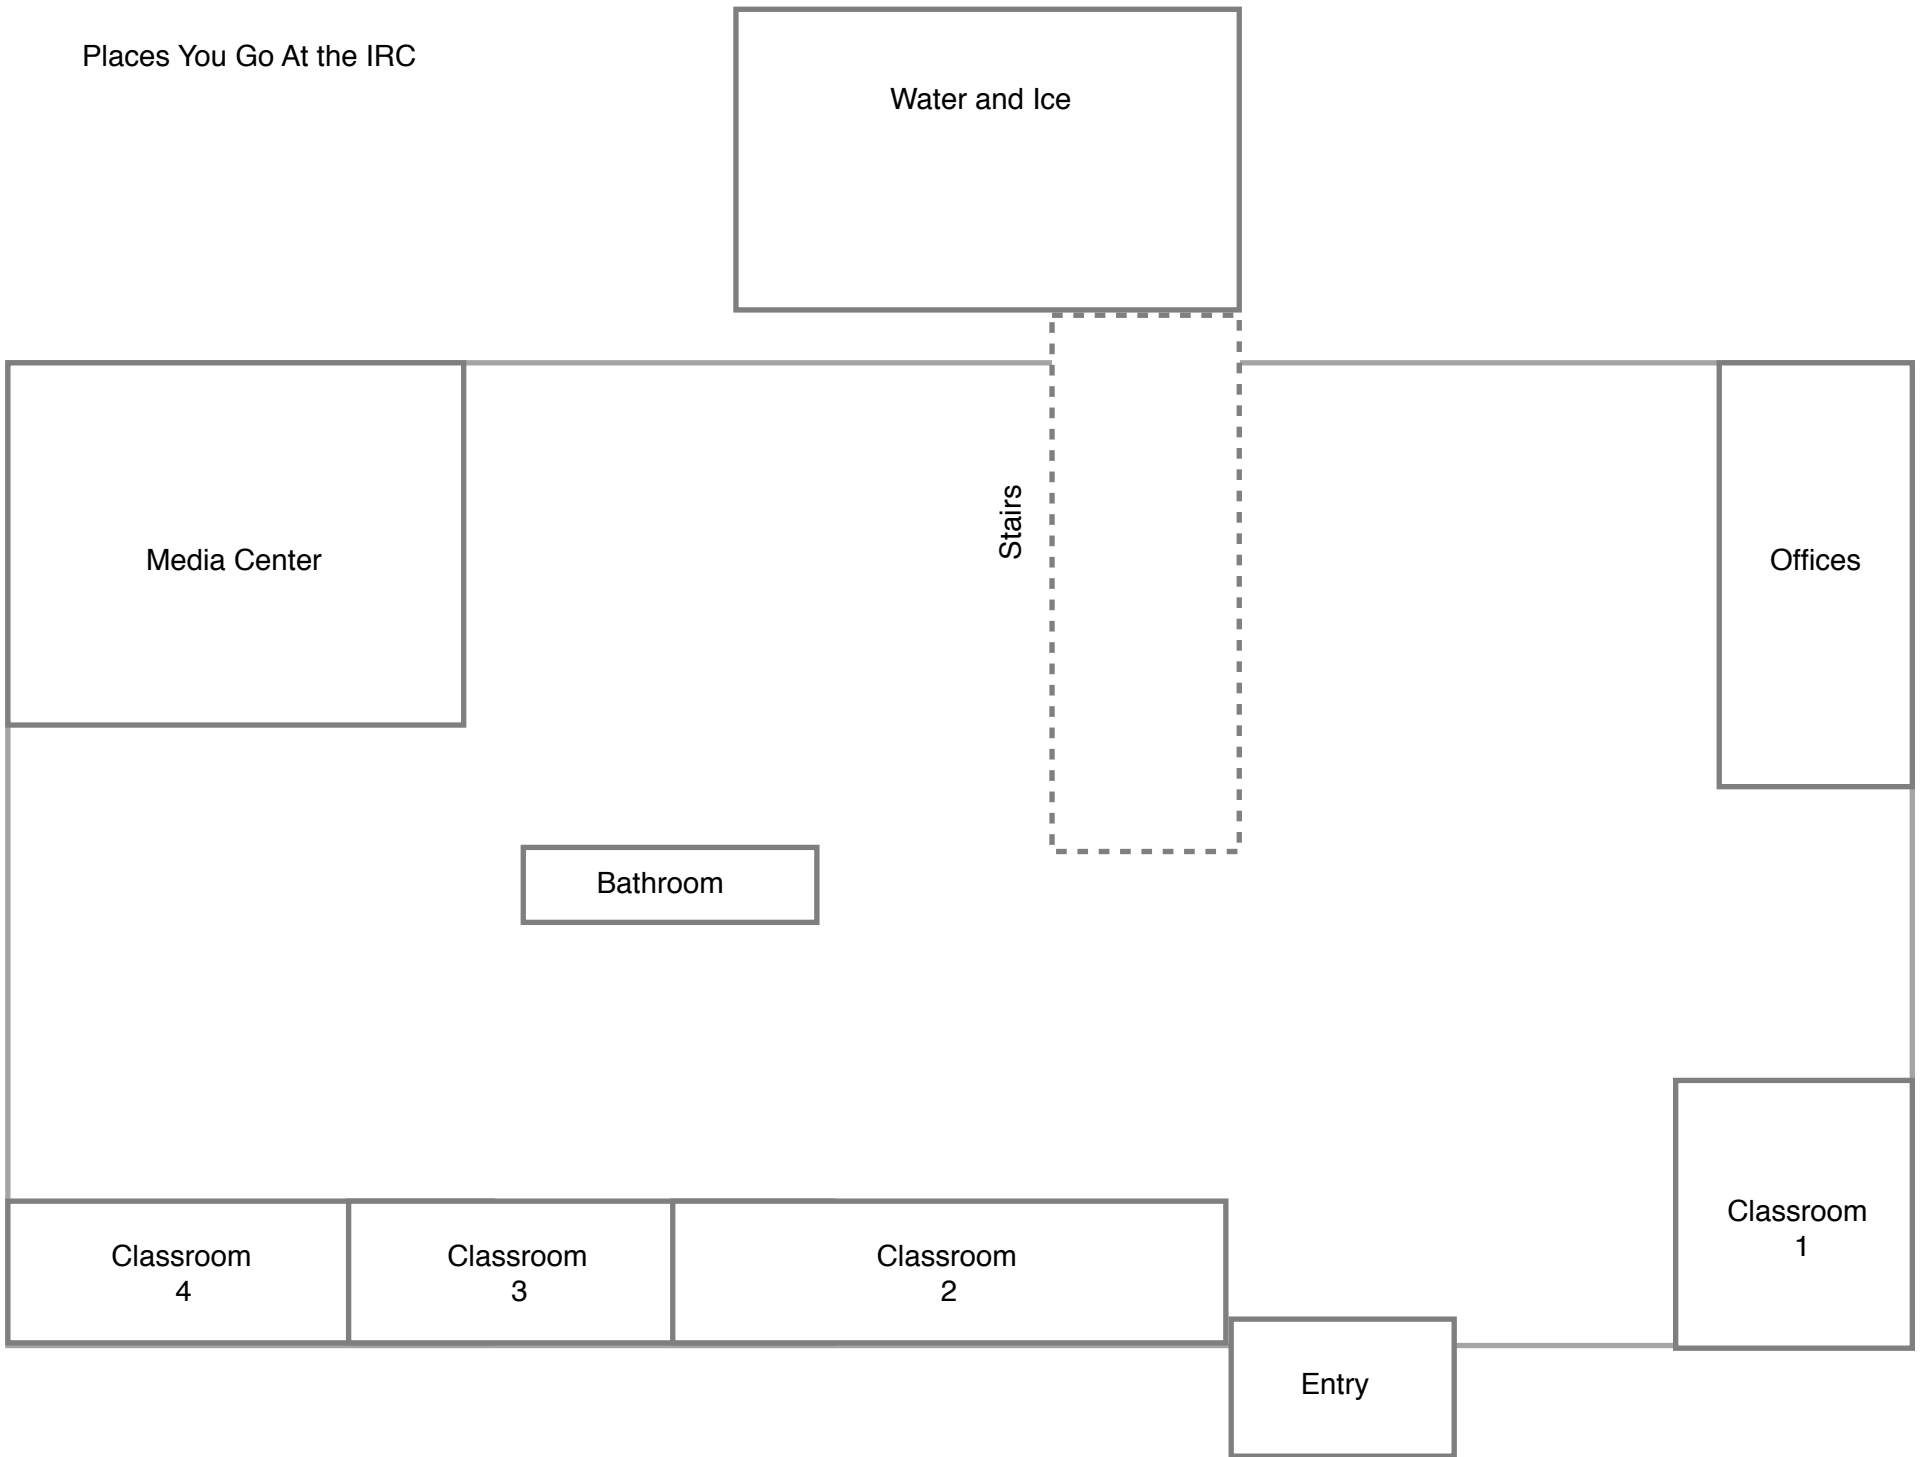 Places You Go At the IRC
Water and Ice
Media Center
Stairs
Offices
Bathroom
Classroom
4
Classroom
3
Classroom
2
Classroom
1
Entry